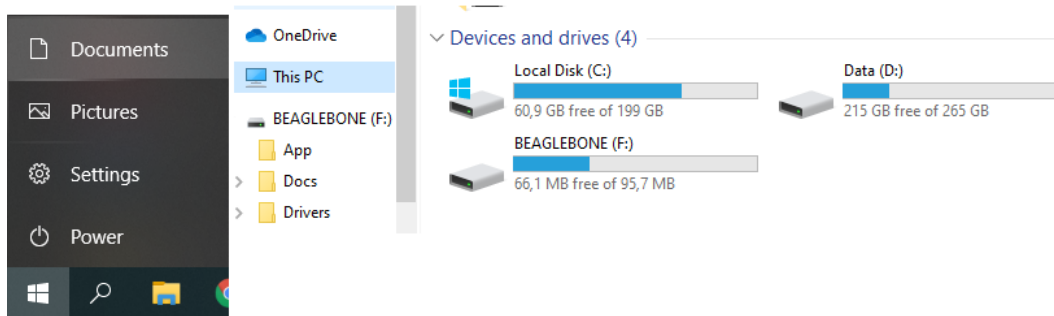 Documents
Pictures
Settings
Power
OneDrive
This PC
BEAGLEBONE (F:)
App
Docs
Drivers
Devices and drives (4)
Local Disk (C:)
60,9 GB free of 199 GB
Data (D:)
215 GB free of 265 GB
BEAGLEBONE (F:)
66,1 MB free of 95,7 MB